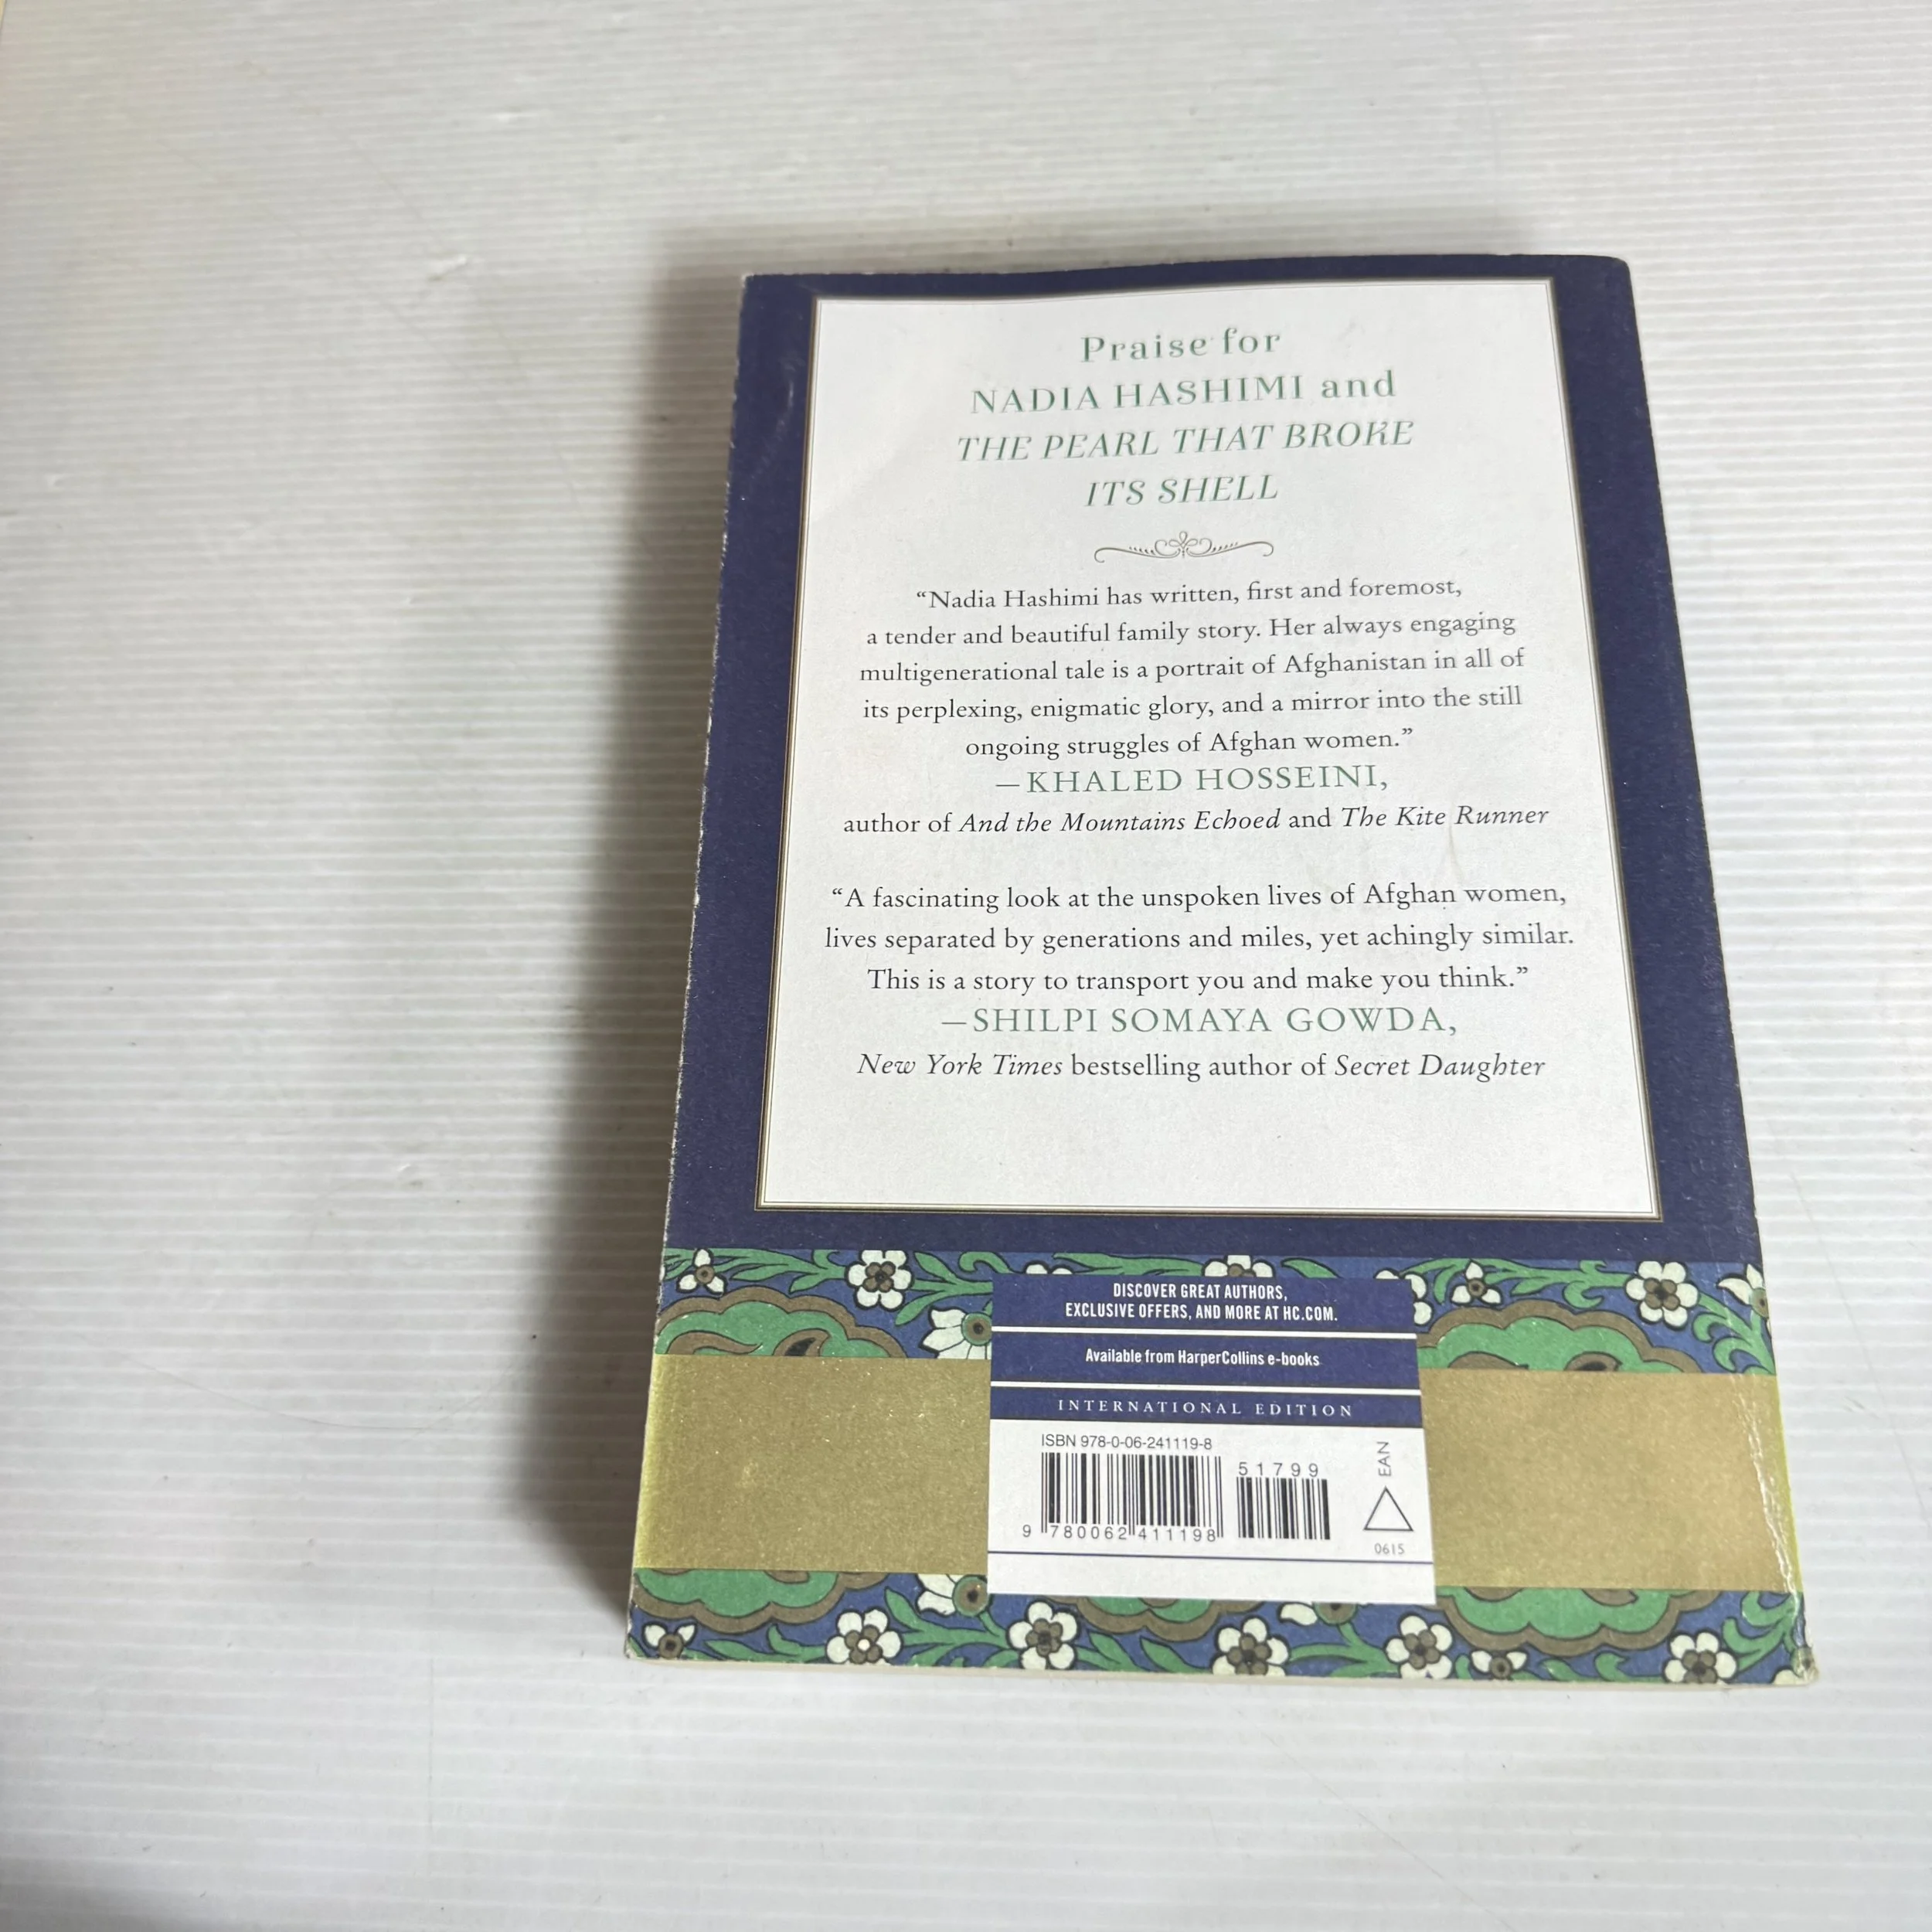 Praise for
NADIA HASHIMI and
THE PEARL THAT BROKE
ITS SHELL
“Nadia Hashimi has written, first and foremost,
a tender and beautiful family story. Her always engaging
multigenerational tale is a portrait of Afghanistan in all of
its perplexing, enigmatic glory, and a mirror into the still
ongoing struggles of Afghan women.”
—KHALED HOSSEINI,
author of And the Mountains Echoed and The Kite Runner
“A fascinating look at the unspoken lives of Afghan women,
lives separated by generations and miles, yet achingly similar.
This is a story to transport you and make you think.”
—SHILPI SOMAYA GOWDA,
New York Times bestselling author of Secret Daughter
DISCOVER GREAT AUTHORS,
EXCLUSIVE OFFERS, AND MORE AT HC.COM.
Available from HarperCollins e-books
INTERNATIONAL EDITION
ISBN 978-0-06-241119-8
51799
EAN
9 780062 411198
0615